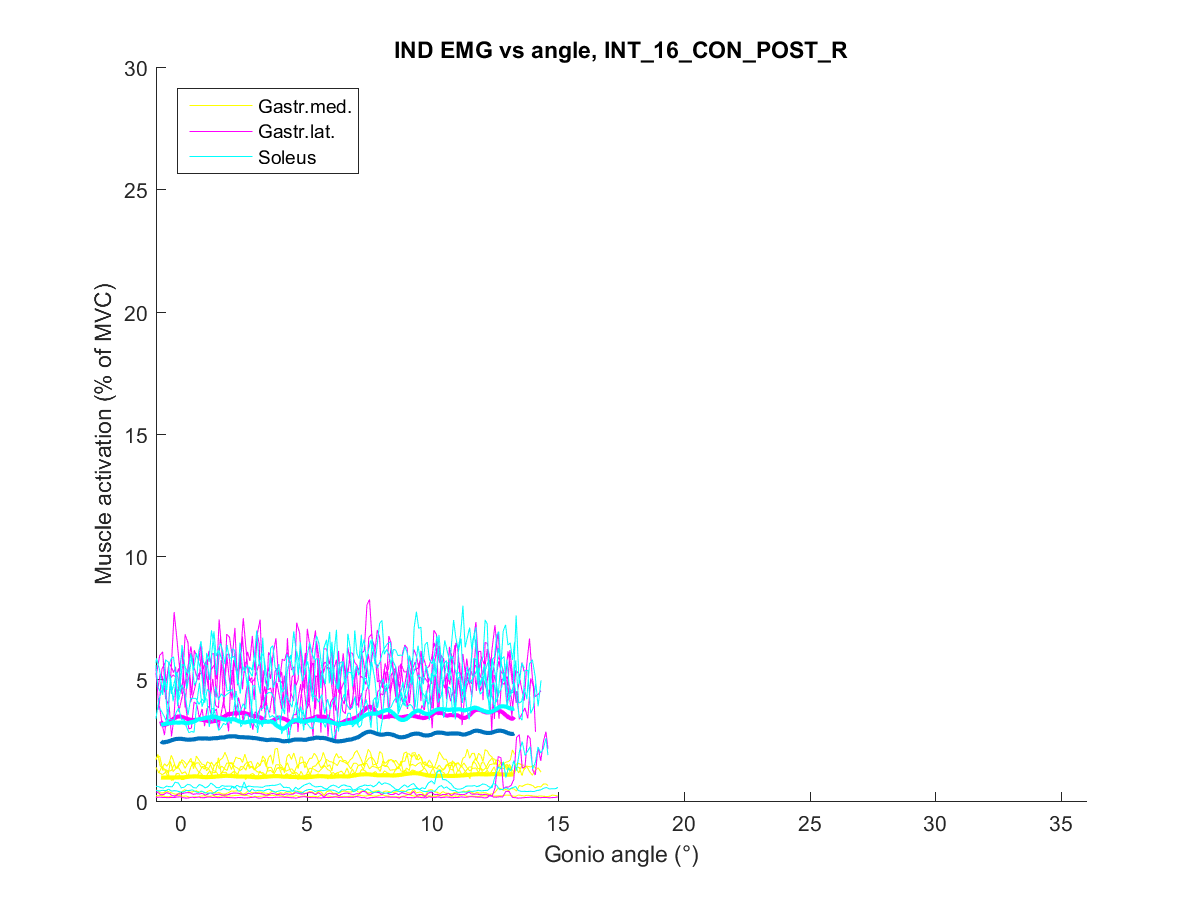 IND EMG vs angle, INT_16_CON_POST_R
30
Gastr.med.
Gastr.lat.
Soleus
25
20
15
10
5
0
Muscle activation (% of MVC)
0 5 10 15 20 25 30 35
Gonio angle (°)